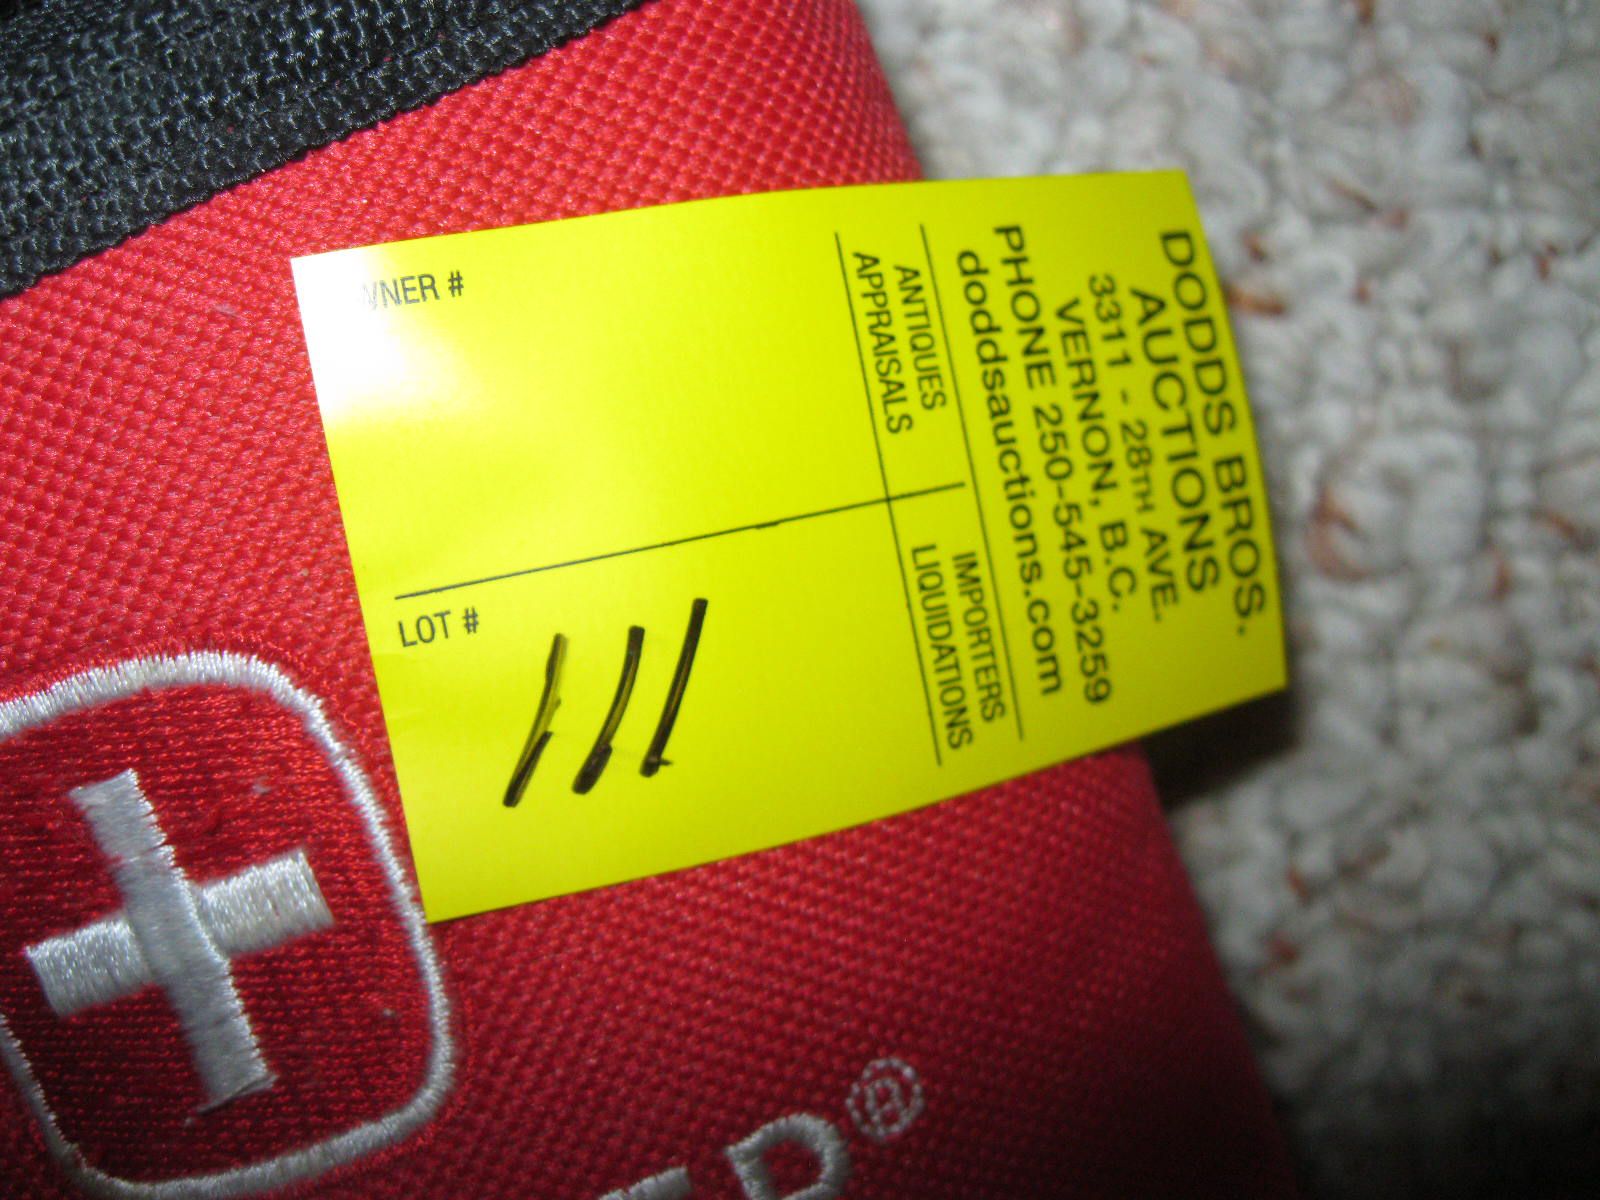 DODDS BROS.
AUCTIONS
3311 - 28TH AVE.
VERNON, B.C.
PHONE 250-545-3259
doddsauctions.com
ANTIQUES
APPRAISALS
IMPORTERS
LIQUIDATIONS
WNER #
LOT #
111
®